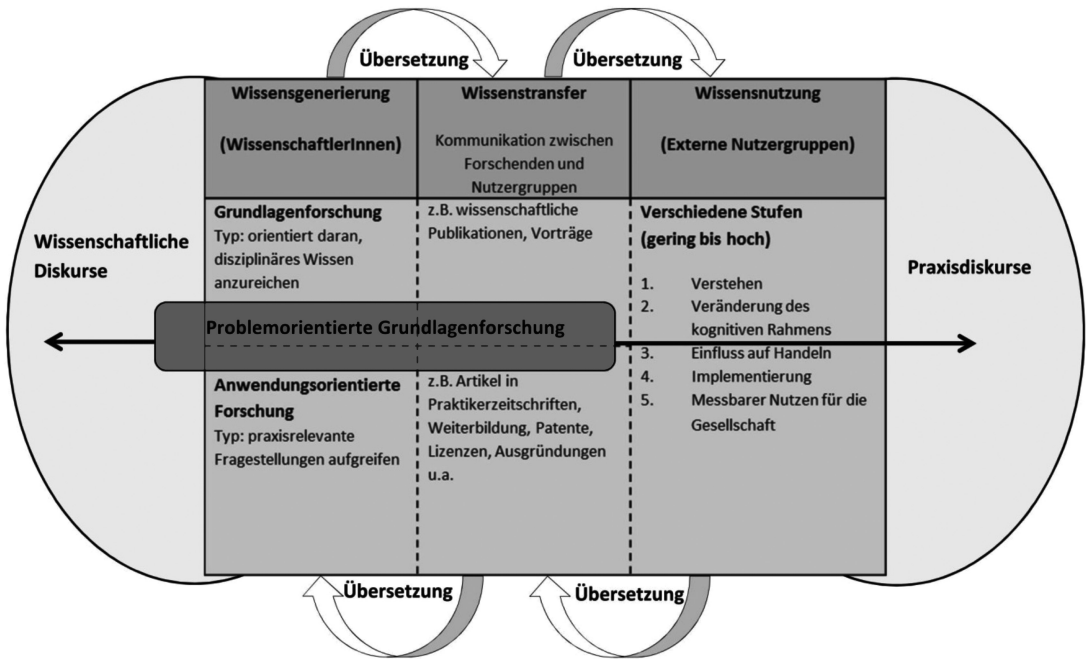 Übersetzung
Übersetzung
Wissensgenerierung
(WissenschaftlerInnen)
Wissenstransfer
Kommunikation zwischen
Forschenden und
Nutzergruppen
Wissensnutzung
(Externe Nutzergruppen)
Wissenschaftliche
Diskurse
Grundlagenforschung
Typ: orientiert daran,
disziplinäres Wissen
anzureichen
z.B. wissenschaftliche
Publikationen, Vorträge
Problemorientierte Grundlagenforschung
Anwendungsorientierte
Forschung
Typ: praxisrelevante
Fragestellungen aufgreifen
z.B. Artikel in
Praktikerzeitschriften,
Weiterbildung, Patente,
Lizenzen, Ausgründungen
u.a.
Verschiedene Stufen
(gering bis hoch)
1. Verstehen
2. Veränderung des
kognitiven Rahmens
3. Einfluss auf Handeln
4. Implementierung
5. Messbarer Nutzen für die
Gesellschaft
Praxisdiskurse
Übersetzung
Übersetzung